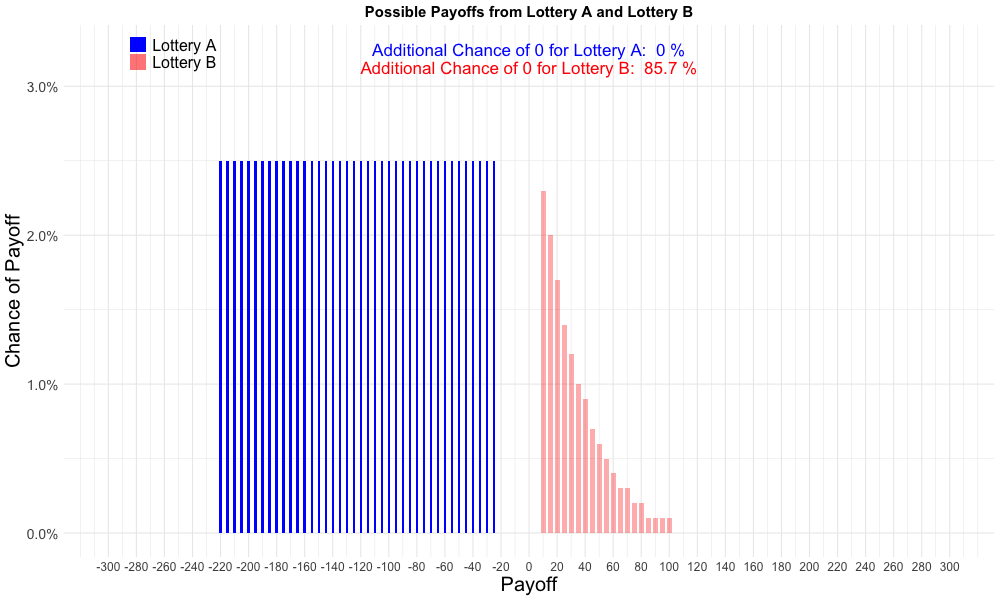 Possible Payoffs from Lottery A and Lottery B
Lottery A
Lottery B
Additional Chance of 0 for Lottery A:  0 %
Additional Chance of 0 for Lottery B:  85.7 %
Chance of Payoff
3.0%
2.0%
1.0%
0.0%
-300 -280 -260 -240 -220 -200 -180 -160 -140 -120 -100 -80 -60 -40 -20 0 20 40 60 80 100 120 140 160 180 200 220 240 260 280 300
Payoff